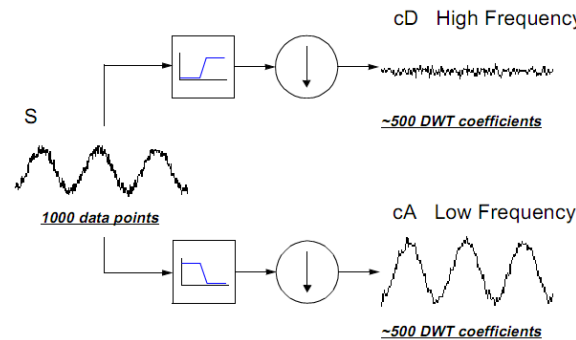 cD High Frequency
~500 DWT coefficients
S
1000 data points
cA Low Frequency
~500 DWT coefficients